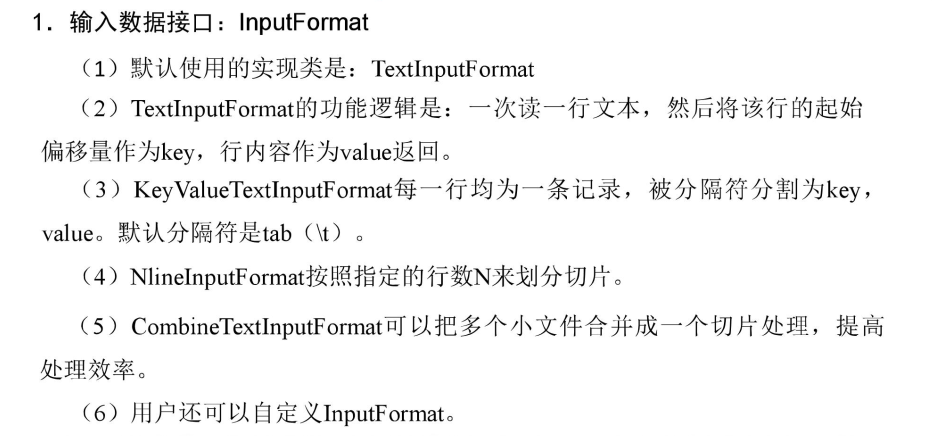 1．输入数据接口：InputFormat
（1）默认使用的实现类是：TextInputFormat
（2）TextInputFormat的功能逻辑是：一次读一行文本，然后将该行的起始
偏移量作为key，行内容作为value返回。
（3）KeyValueTextInputFormat每一行均为一条记录，被分隔符分割为key，
value。默认分隔符是tab（\t）。
（4）NlineInputFormat按照指定的行数N来划分切片。
（5）CombineTextInputFormat可以把多个小文件合并成一个切片处理，提高
处理效率。
（6）用户还可以自定义InputFormat。